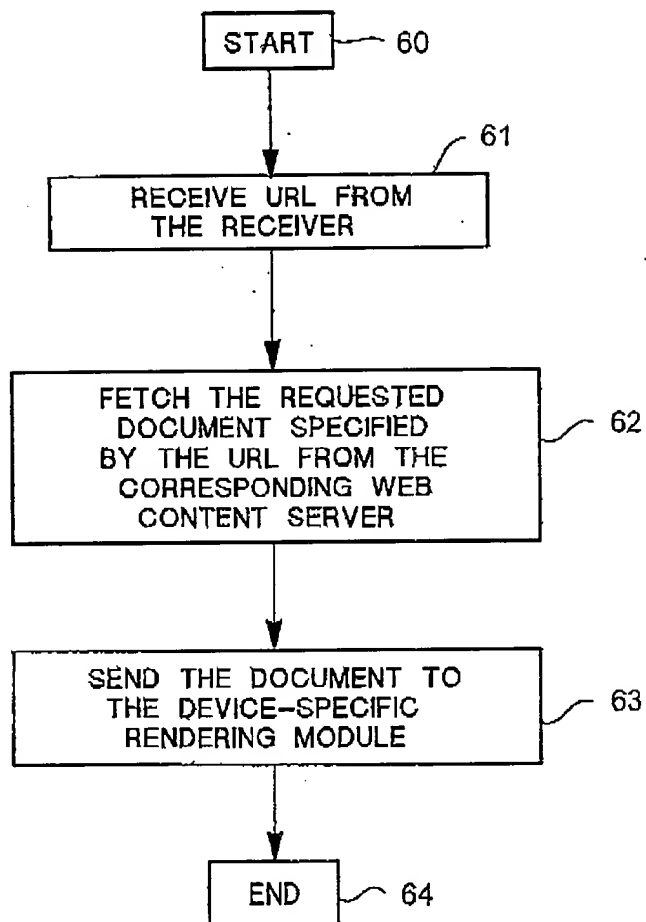 START
60
61
RECEIVE URL FROM
THE RECEIVER
FETCH THE REQUESTED
DOCUMENT SPECIFIED
BY THE URL FROM THE
CORRESPONDING WEB
CONTENT SERVER
62
SEND THE DOCUMENT TO
THE DEVICE-SPECIFIC
RENDERING MODULE
63
END
64